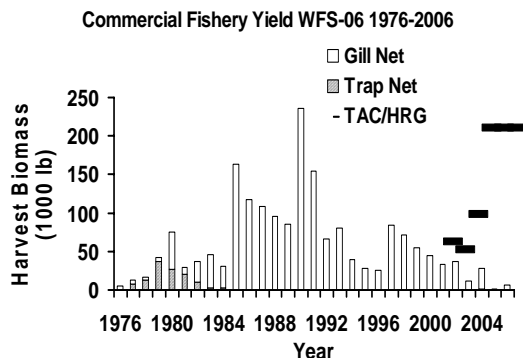 Commercial Fishery Yield WFS-06 1976-2006
Gill Net
Trap Net
TAC/HRG
Harvest Biomass
(1000 lb)
250
200
150
100
50
0
1976 1980 1984 1988 1992 1996 2000 2004
Year